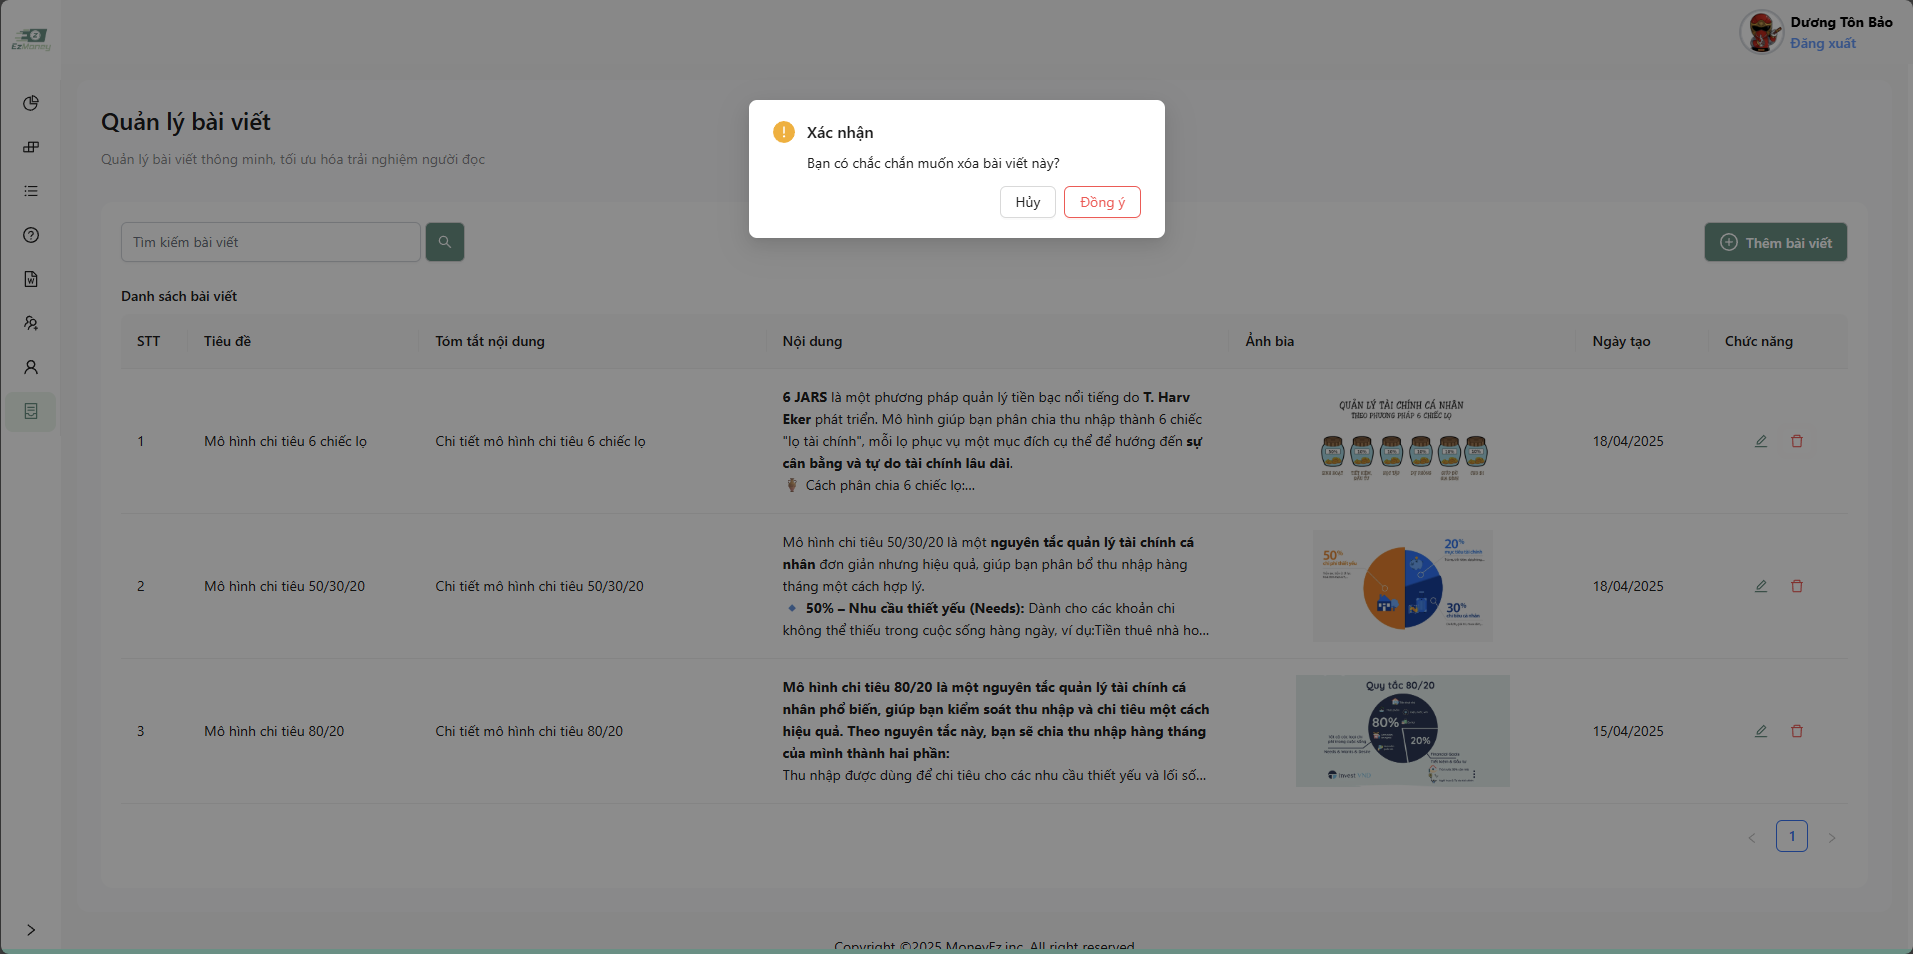 EzMoney
Dương Tôn Bảo
Đăng xuất
Quản lý bài viết
Quản lý bài viết thông minh, tối ưu hóa trải nghiệm người đọc
Xác nhận
Bạn có chắc chắn muốn xóa bài viết này?
Hủy
Đồng ý
Tìm kiếm bài viết
Thêm bài viết
Danh sách bài viết
STT
Tiêu đề
Tóm tắt nội dung
Nội dung
Ảnh bìa
Ngày tạo
Chức năng
1
Mô hình chi tiêu 6 chiếc lọ
Chi tiết mô hình chi tiêu 6 chiếc lọ
6 JARS là một phương pháp quản lý tiền bạc nổi tiếng do T. Harv
Eker phát triển. Mô hình giúp bạn phân chia thu nhập thành 6 chiếc
"lọ tài chính", mỗi lọ phục vụ một mục đích cụ thể để hướng đến sự
cân bằng và tự do tài chính lâu dài.
🏺 Cách phân chia 6 chiếc lọ:...
QUẢN LÝ TÀI CHÍNH CÁ NHÂN
THEO PHƯƠNG PHÁP 6 CHIẾC LỌ
18/04/2025
2
Mô hình chi tiêu 50/30/20
Chi tiết mô hình chi tiêu 50/30/20
Mô hình chi tiêu 50/30/20 là một nguyên tắc quản lý tài chính cá
nhân đơn giản nhưng hiệu quả, giúp bạn phân bổ thu nhập hàng
tháng một cách hợp lý.
🔹 50% – Nhu cầu thiết yếu (Needs): Dành cho các khoản chi
không thể thiếu trong cuộc sống hàng ngày, ví dụ:Tiền thuê nhà ho...
50%
20%
30%
18/04/2025
3
Mô hình chi tiêu 80/20
Chi tiết mô hình chi tiêu 80/20
Mô hình chi tiêu 80/20 là một nguyên tắc quản lý tài chính cá
nhân phổ biến, giúp bạn kiểm soát thu nhập và chi tiêu một cách
hiệu quả. Theo nguyên tắc này, bạn sẽ chia thu nhập hàng tháng
của mình thành hai phần:
Thu nhập được dùng để chi tiêu cho các nhu cầu thiết yếu và lối số...
Quy tắc 80/20
80%
20%
15/04/2025
1
Copyright ©2025 MoneyEz inc. All right reserved